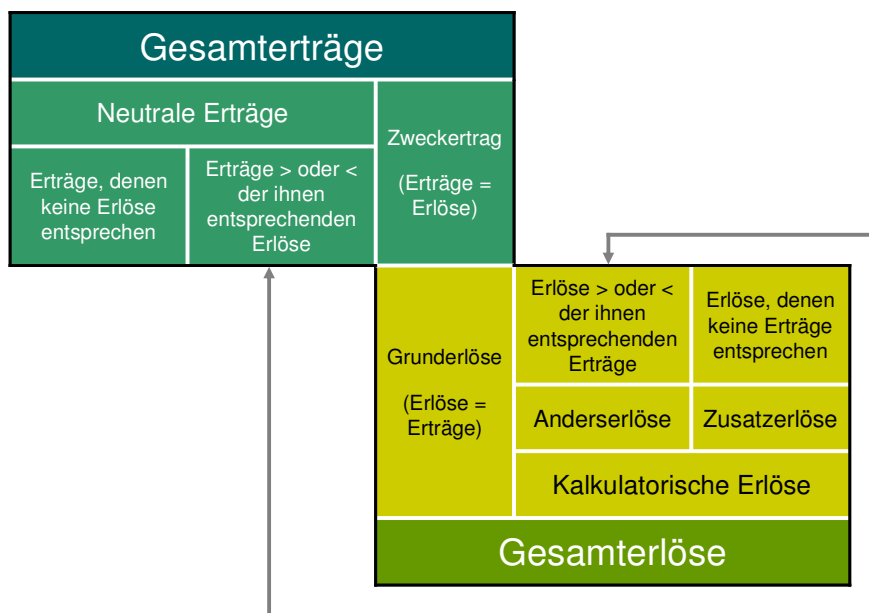 Gesamterträge
Neutrale Erträge
Zweckertrag
(Erträge =
Erlöse)
Erträge, denen
keine Erlöse
entsprechen
Erträge > oder <
der ihnen
entsprechenden
Erlöse
Grunderlöse
(Erlöse =
Erträge)
Erlöse > oder <
der ihnen
entsprechenden
Erträge
Erlöse, denen
keine Erträge
entsprechen
Anderserlöse
Zusatzerlöse
Kalkulatorische Erlöse
Gesamterlöse